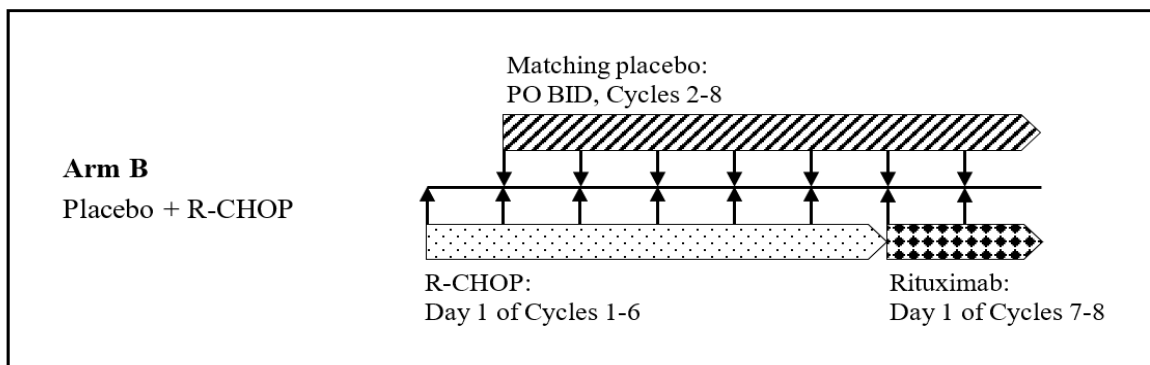 Matching placebo:
PO BID, Cycles 2-8
Arm B
Placebo + R-CHOP
R-CHOP:
Day 1 of Cycles 1-6
Rituximab:
Day 1 of Cycles 7-8